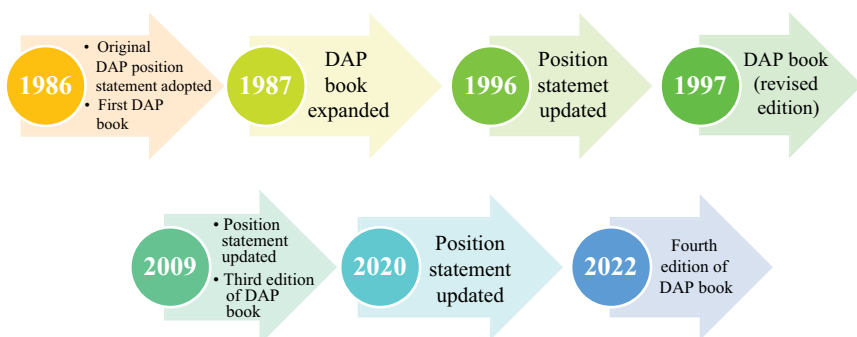 1986
• Original
DAP position
statement adopted
• First DAP
book
1987
DAP
book
expanded
1996
Position
statemet
updated
1997
DAP book
(revised
edition)
2009
• Position
statement
updated
• Third edition
of DAP
book
2020
Position
statement
updated
2022
Fourth
edition of
DAP book